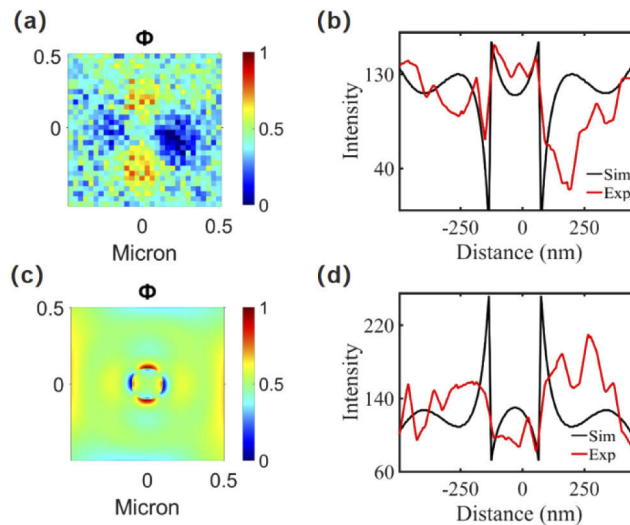 (a)
Φ
0.5
0
0
0.5
Micron
1
0.5
0
(b)
Intensity
130
40
-250
0
250
Distance (nm)
Sim
Exp
(c)
Φ
0.5
0
0
0.5
Micron
1
0.5
0
(d)
Intensity
220
140
60
-250
0
250
Distance (nm)
Sim
Exp